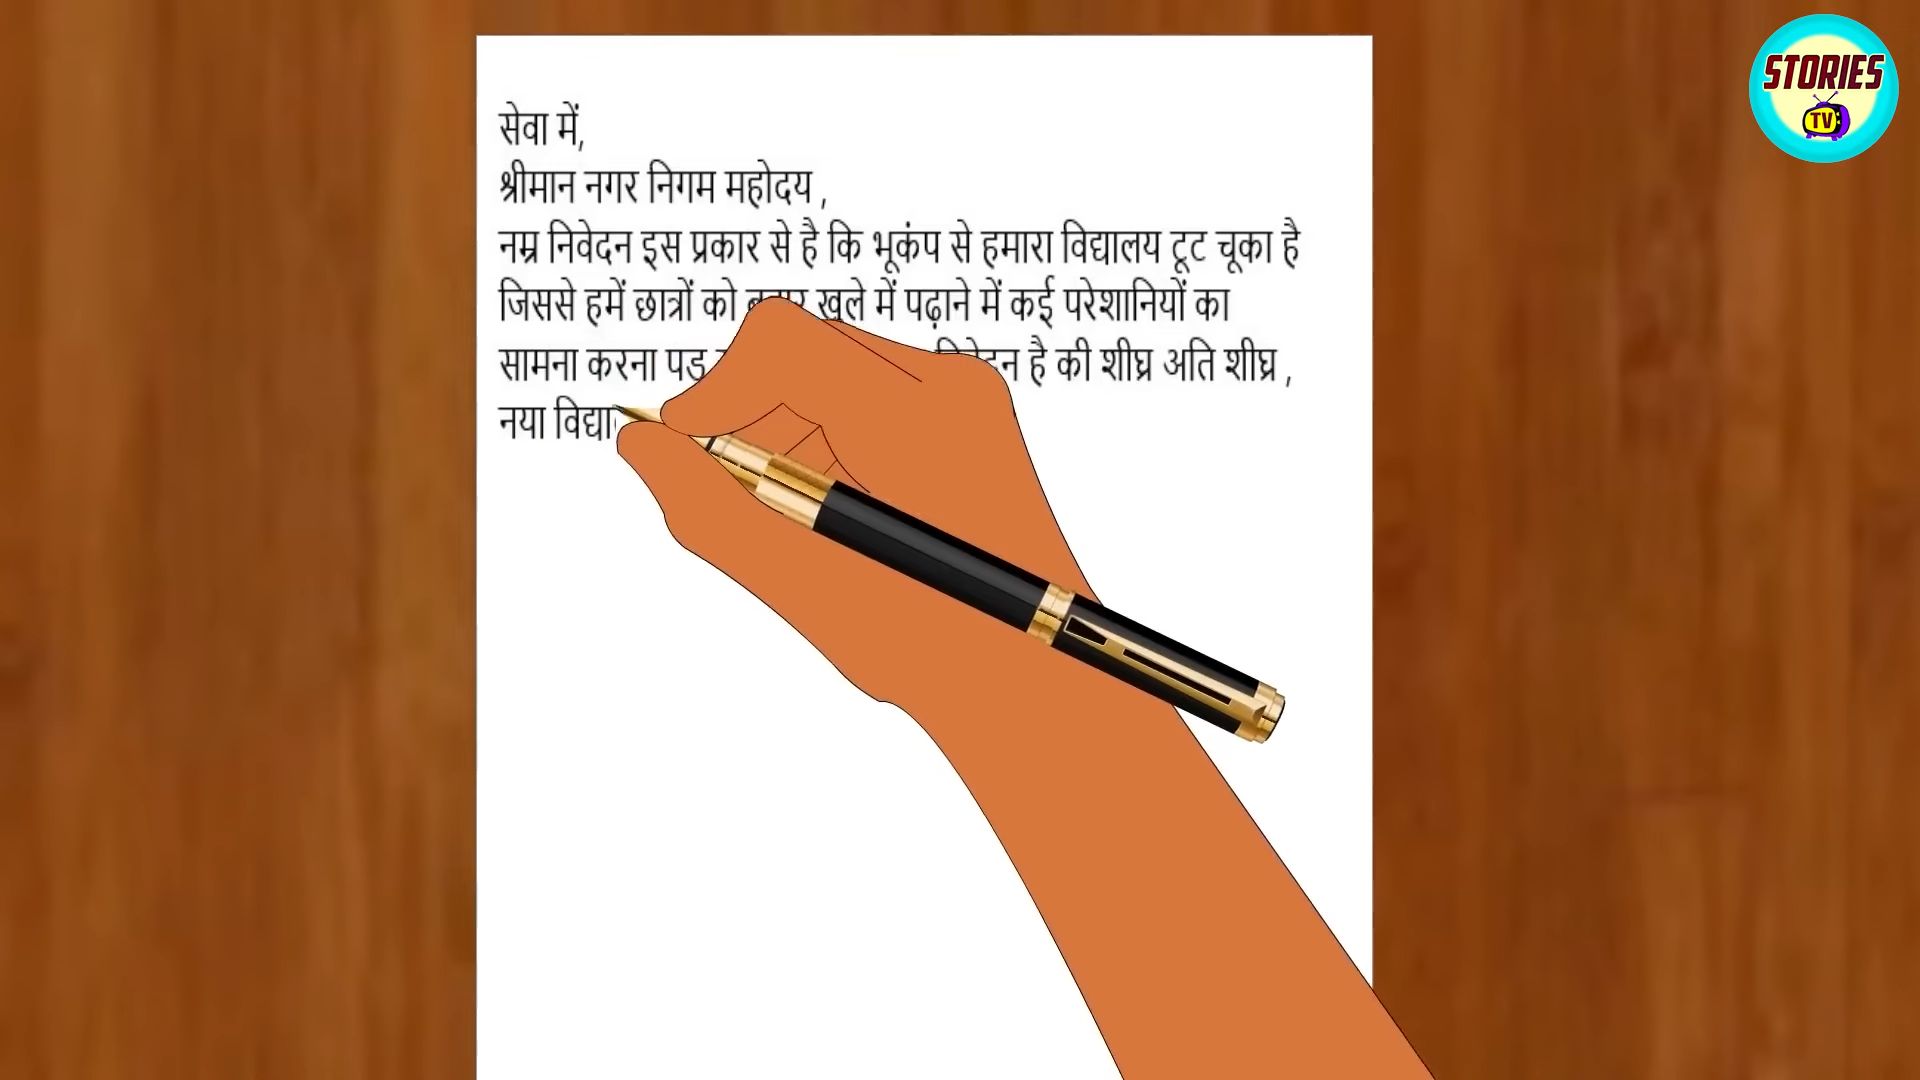 सेवा में,
श्रीमान नगर निगम महोदय ,
नम्र निवेदन इस प्रकार से है कि भूकंप से हमारा विद्यालय टूट चूका है
जिससे हमें छात्रों को खुले में पढ़ाने में कई परेशानियों का
सामना करना पड़ है की शीघ्र अति शीघ्र ,
नया
STORIES
TV